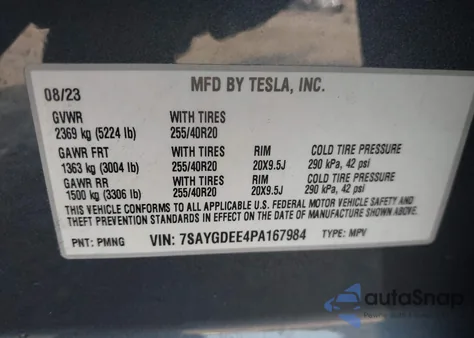 MFD BY TESLA, INC.
08/23
GVWR WITH TIRES
2369 kg (5224 lb) 255/40R20
GAWR FRT WITH TIRES RIM COLD TIRE PRESSURE
1363 kg (3004 lb) 255/40R20 20X9.5J 290 kPa, 42 psi
GAWR RR WITH TIRES RIM COLD TIRE PRESSURE
1500 kg (3306 lb) 255/40R20 20X9.5J 290 kPa, 42 psi
THIS VEHICLE CONFORMS TO ALL APPLICABLE U.S. FEDERAL MOTOR VEHICLE SAFETY AND
THEFT PREVENTION STANDARDS IN EFFECT ON THE DATE OF MANUFACTURE SHOWN ABOVE.
PNT: PMNG VIN: 7SAYGDEE4PA167984 TYPE: MPV
autoSnap